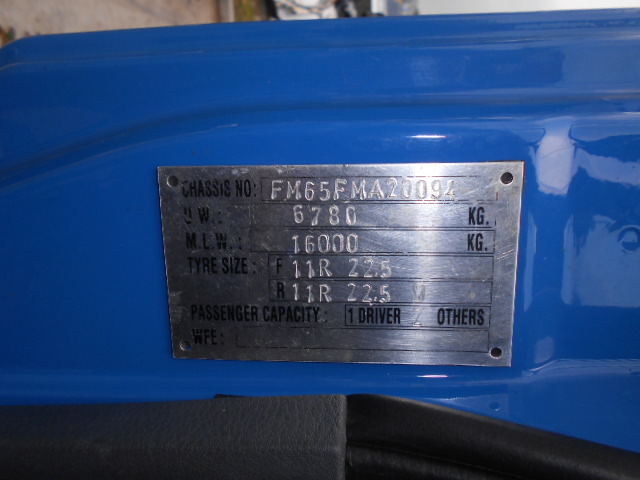 CHASSIS NO: FM65FMA20094
U.W.: 6780 KG.
M.L.W.: 16000 KG.
TYRE SIZE: F 11R 22.5
R 11R 22.5
PASSENGER CAPACITY: 1 DRIVER OTHERS
WFE: